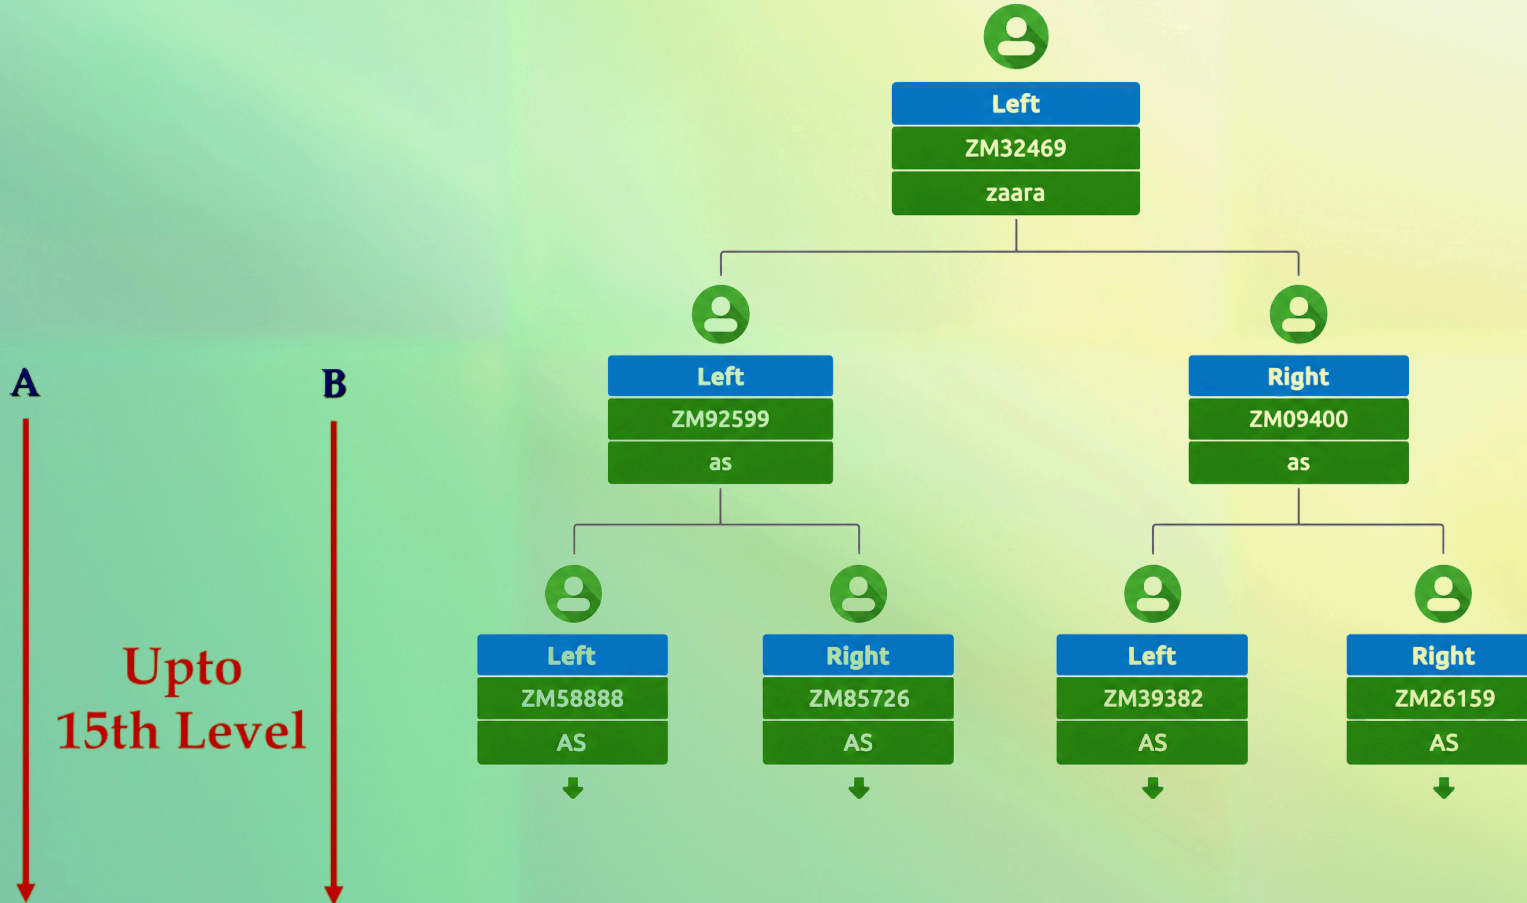 Left
ZM32469
zaara
Left
ZM92599
as
Right
ZM09400
as
A
B
Left
ZM58888
AS
Right
ZM85726
AS
Left
ZM39382
AS
Right
ZM26159
AS
Upto
15th Level